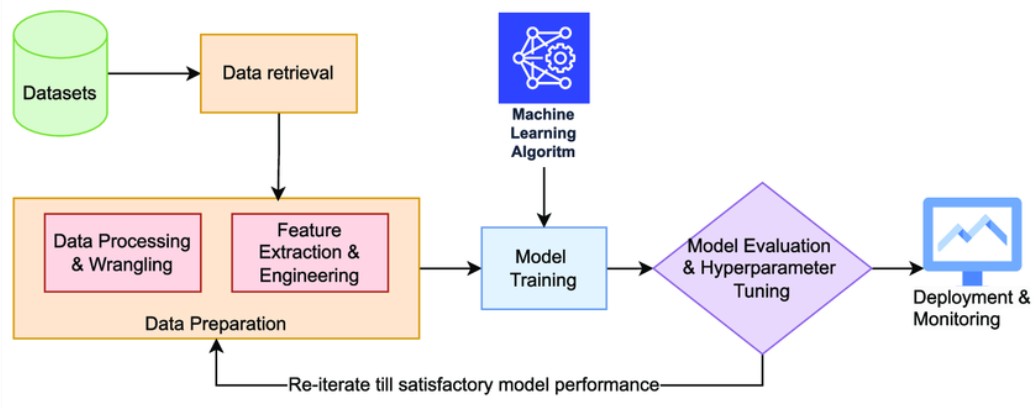 Datasets
Data retrieval
Machine
Learning
Algoritm
Data Processing
& Wrangling
Feature
Extraction &
Engineering
Data Preparation
Model
Training
Model Evaluation
& Hyperparameter
Tuning
Deployment &
Monitoring
Re-iterate till satisfactory model performance